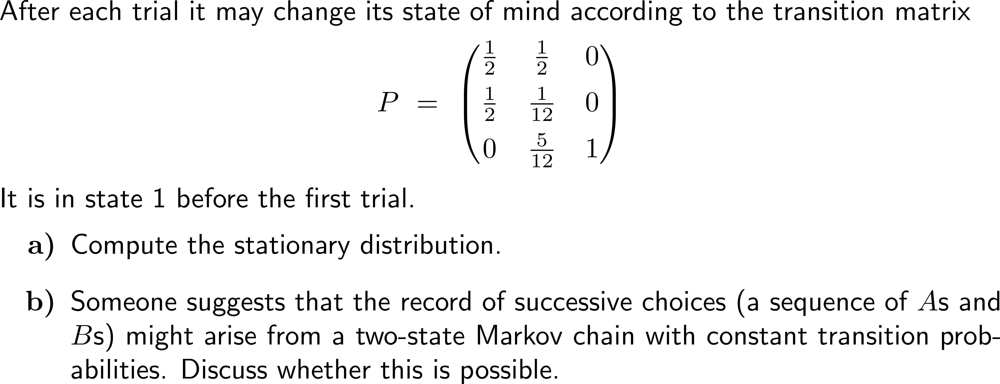 After each trial it may change its state of mind according to the transition matrix
$$P = \begin{pmatrix} \frac{1}{2} & \frac{1}{2} & 0 \\ \frac{1}{2} & \frac{1}{12} & 0 \\ 0 & \frac{5}{12} & 1 \end{pmatrix}$$
It is in state 1 before the first trial.
a) Compute the stationary distribution.
b) Someone suggests that the record of successive choices (a sequence of $A$s and
$B$s) might arise from a two-state Markov chain with constant transition prob-
abilities. Discuss whether this is possible.